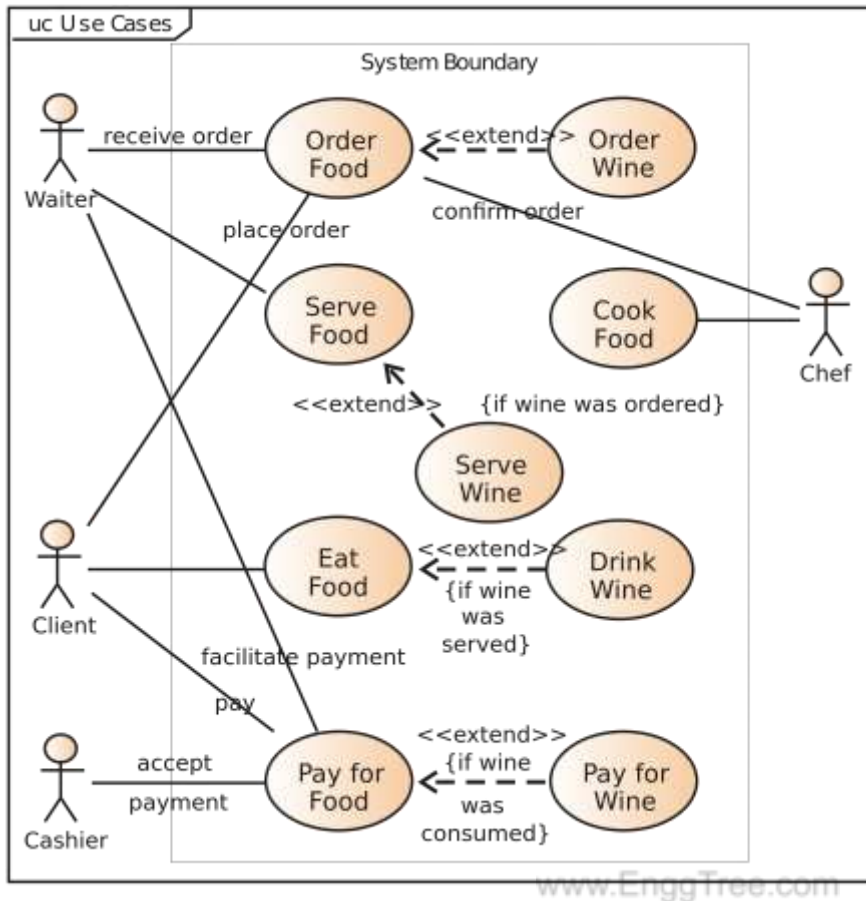 uc Use Cases
System Boundary
receive order
Order
Food
<<extend>>
Order
Wine
Waiter
place order
confirm order
Serve
Food
Cook
Food
Chef
<<extend>>
{if wine was ordered}
Serve
Wine
Client
Eat
Food
<<extend>>
{if wine
was
served}
Drink
Wine
facilitate payment
pay
Cashier
accept
payment
Pay for
Food
<<extend>>
{if wine
was
consumed}
Pay for
Wine
www.EnggTree.com